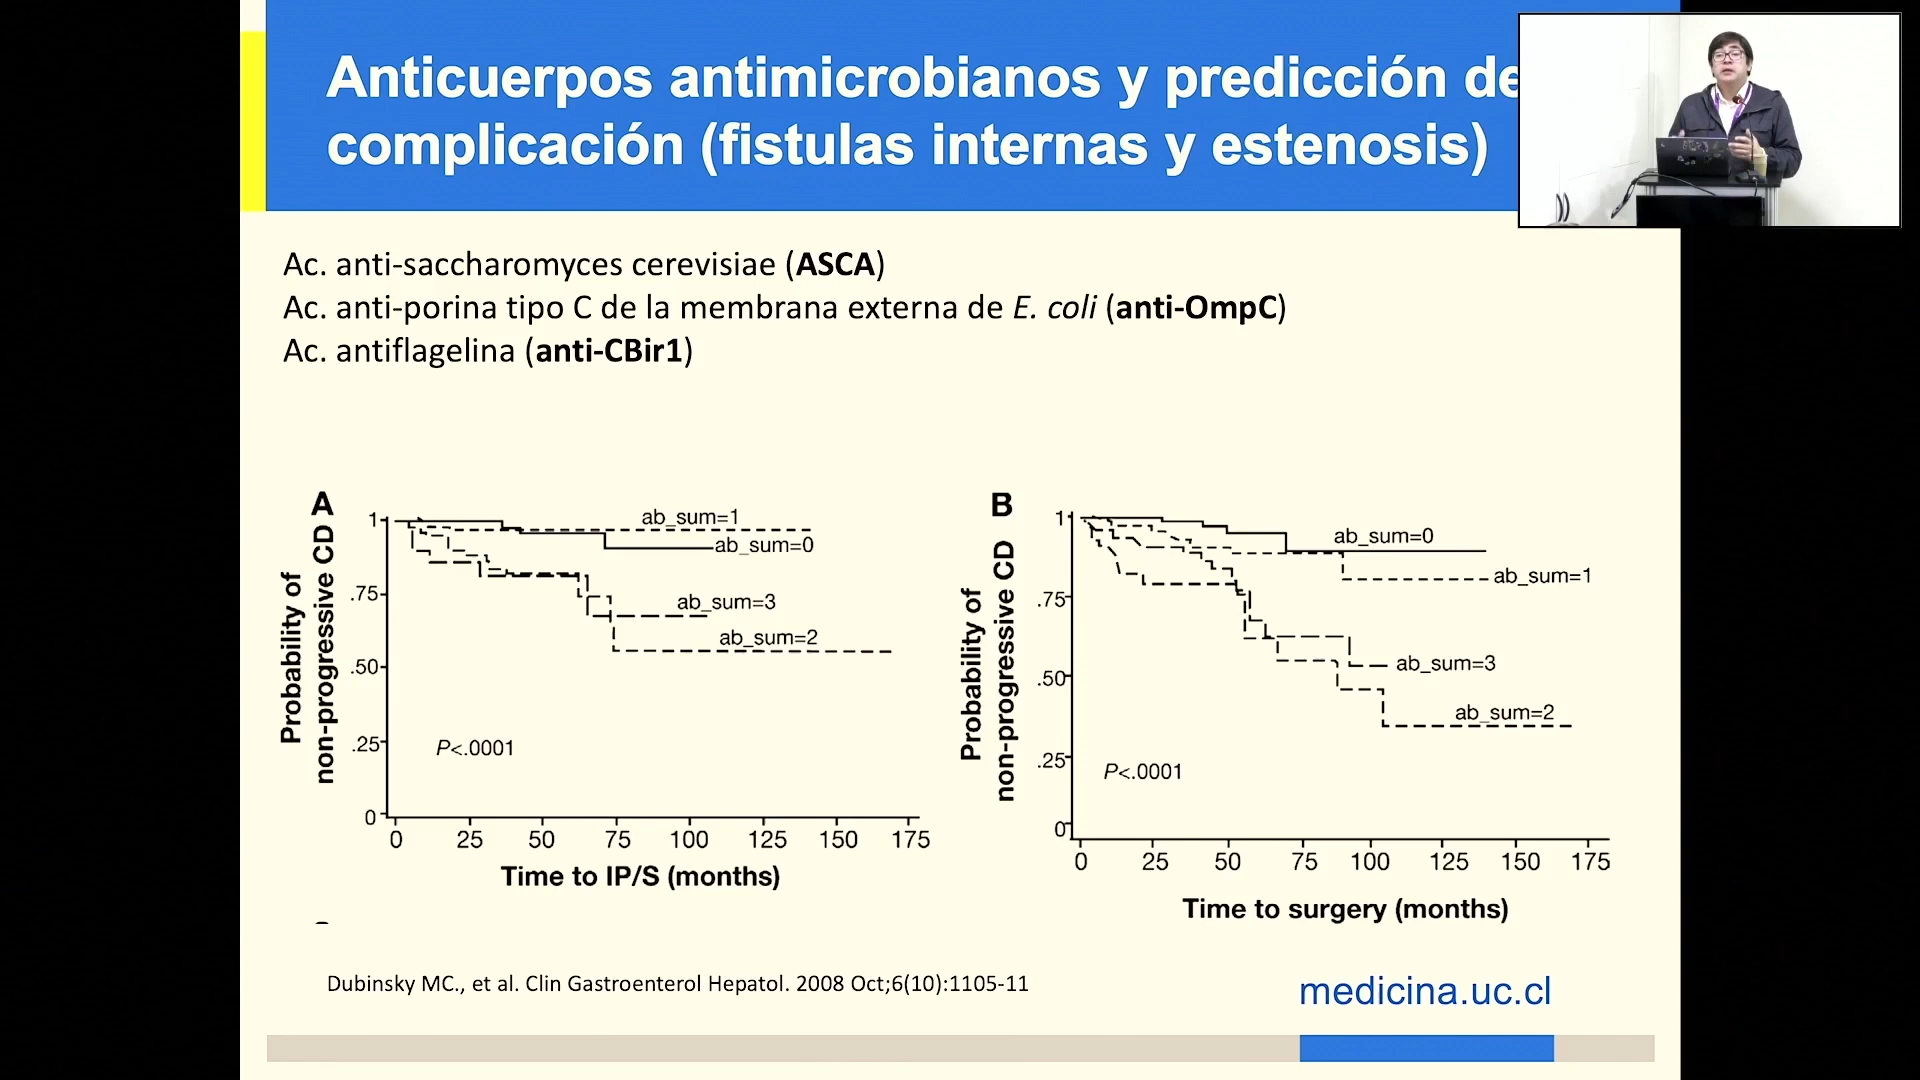 Anticuerpos antimicrobianos y predicción de
complicación (fistulas internas y estenosis)
Ac. anti-saccharomyces cerevisiae (ASCA)
Ac. anti-porina tipo C de la membrana externa de E. coli (anti-OmpC)
Ac. antiflagelina (anti-CBir1)
A
Probability of
non-progressive CD
1
.75
.50
.25
0
ab_sum=1
ab_sum=0
ab_sum=3
ab_sum=2
P<.0001
0 25 50 75 100 125 150 175
Time to IP/S (months)
B
Probability of
non-progressive CD
1
.75
.50
.25
0
ab_sum=0
ab_sum=1
ab_sum=3
ab_sum=2
P<.0001
0 25 50 75 100 125 150 175
Time to surgery (months)
Dubinsky MC., et al. Clin Gastroenterol Hepatol. 2008 Oct;6(10):1105-11
medicina.uc.cl